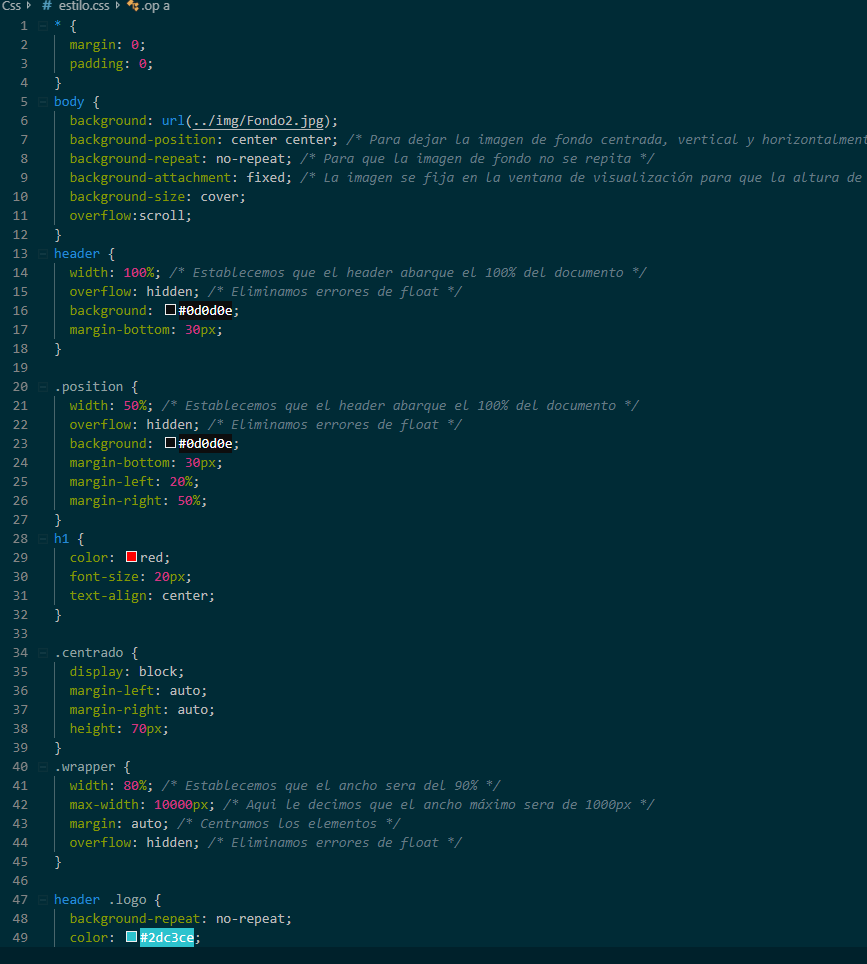 Css › # estilo.css › .op a
1 * {
2 margin: 0;
3 padding: 0;
4 }
5 body {
6 background: url(../img/Fondo2.jpg);
7 background-position: center center; /* Para dejar la imagen de fondo centrada, vertical y horizontalment
8 background-repeat: no-repeat; /* Para que la imagen de fondo no se repita */
9 background-attachment: fixed; /* La imagen se fija en la ventana de visualización para que la altura de
10 background-size: cover;
11 overflow:scroll;
12 }
13 header {
14 width: 100%; /* Establecemos que el header abarque el 100% del documento */
15 overflow: hidden; /* Eliminamos errores de float */
16 background: #0d0d0e;
17 margin-bottom: 30px;
18 }
19
20 .position {
21 width: 50%; /* Establecemos que el header abarque el 100% del documento */
22 overflow: hidden; /* Eliminamos errores de float */
23 background: #0d0d0e;
24 margin-bottom: 30px;
25 margin-left: 20%;
26 margin-right: 50%;
27 }
28 h1 {
29 color: red;
30 font-size: 20px;
31 text-align: center;
32 }
33
34 .centrado {
35 display: block;
36 margin-left: auto;
37 margin-right: auto;
38 height: 70px;
39 }
40 .wrapper {
41 width: 80%; /* Establecemos que el ancho sera del 90% */
42 max-width: 10000px; /* Aqui le decimos que el ancho máximo sera de 1000px */
43 margin: auto; /* Centramos los elementos */
44 overflow: hidden; /* Eliminamos errores de float */
45 }
46
47 header .logo {
48 background-repeat: no-repeat;
49 color: #2dc3ce;